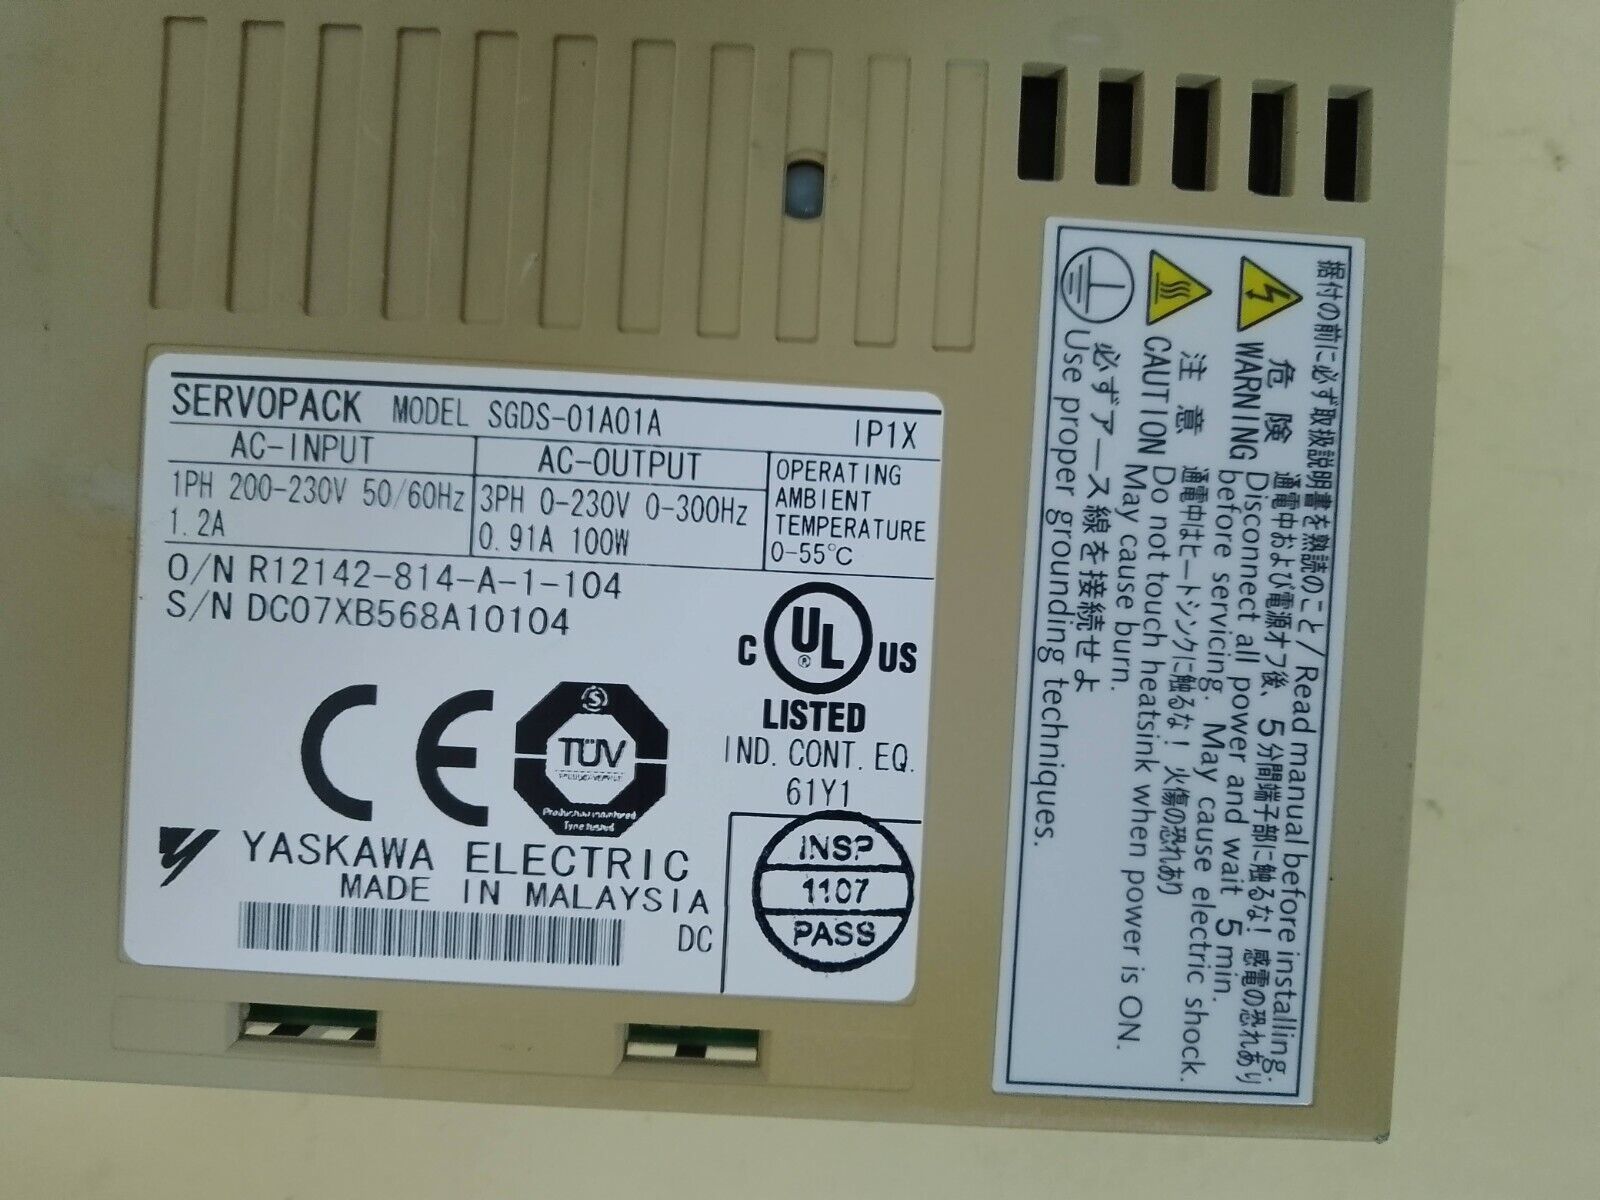 SERVOPACK MODEL SGDS-01A01A IP1X
AC-INPUT
1PH 200-230V 50/60Hz
1.2A
AC-OUTPUT
3PH 0-230V 0-300Hz
0.91A 100W
OPERATING
AMBIENT
TEMPERATURE
0-55°C
O/N R12142-814-A-1-104
S/N DC07XB568A10104
C UL ® US
LISTED
IND. CONT. EQ.
61Y1
CE
S
TÜV
PRODUCT SERVICE
Production monitored
Type tested
YASKAWA ELECTRIC
MADE IN MALAYSIA
DC
INSP
1107
PASS
据付の前に必ず取扱説明書を熟読のこと/Read manual before installing.
危険
WARNING
通電中および電源オフ後、5分間端子部に触るな!感電の恐れあり
Disconnect all power and wait 5 min.
before servicing. May cause electric shock.
注意
CAUTION
通電中はヒートシンクに触るな!火傷の恐れあり
Do not touch heatsink when power is ON.
May cause burn.
必ずアース線を接続せよ
Use proper grounding techniques.